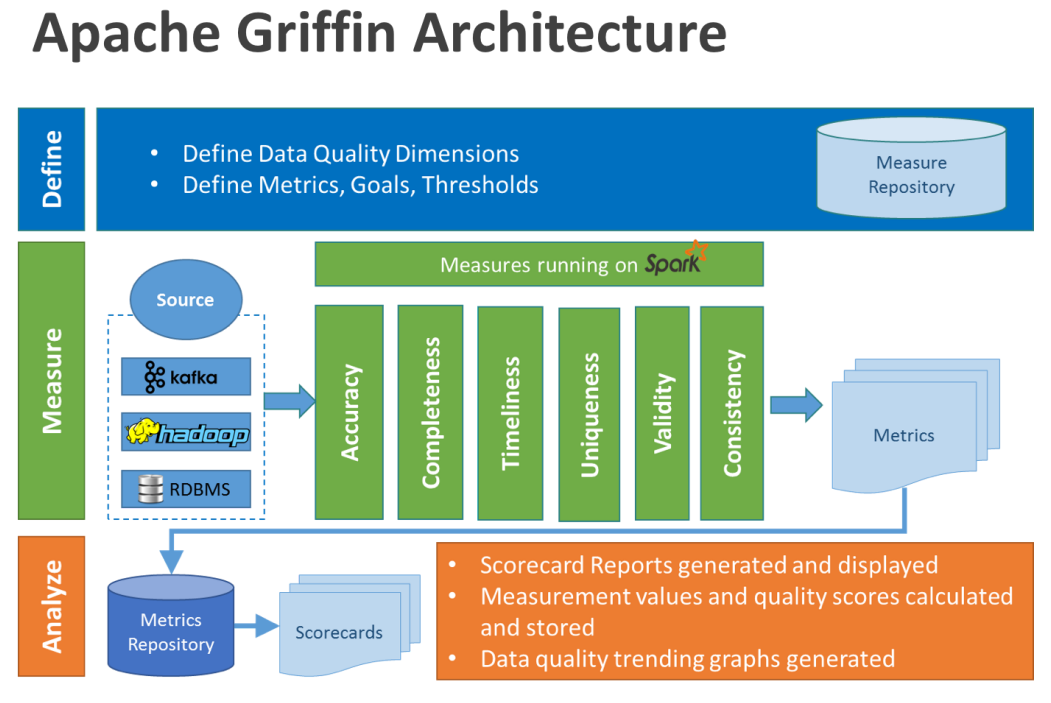 Apache Griffin Architecture
Define
• Define Data Quality Dimensions
• Define Metrics, Goals, Thresholds
Measure
Repository
Measure
Measures running on Spark
Source
kafka
hadoop
RDBMS
Accuracy
Completeness
Timeliness
Uniqueness
Validity
Consistency
Metrics
Analyze
Metrics
Repository
Scorecards
• Scorecard Reports generated and displayed
• Measurement values and quality scores calculated
and stored
• Data quality trending graphs generated